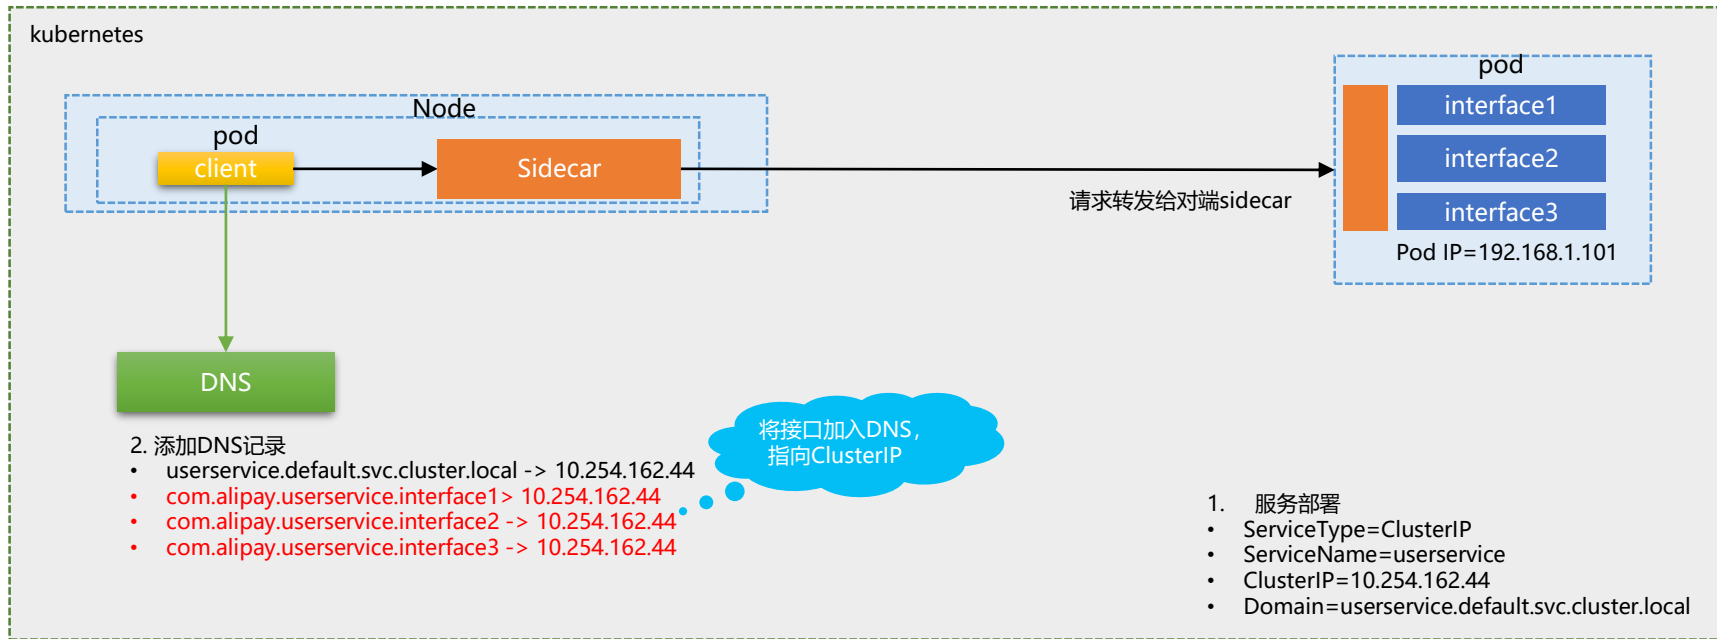 kubernetes
Node
pod
client
Sidecar
请求转发给对端sidecar
pod
interface1
interface2
interface3
Pod IP=192.168.1.101
DNS
2. 添加DNS记录
• userservice.default.svc.cluster.local -> 10.254.162.44
• com.alipay.userservice.interface1> 10.254.162.44
• com.alipay.userservice.interface2 -> 10.254.162.44
• com.alipay.userservice.interface3 -> 10.254.162.44
将接口加入DNS,
指向ClusterIP
1. 服务部署
• ServiceType=ClusterIP
• ServiceName=userservice
• ClusterIP=10.254.162.44
• Domain=userservice.default.svc.cluster.local